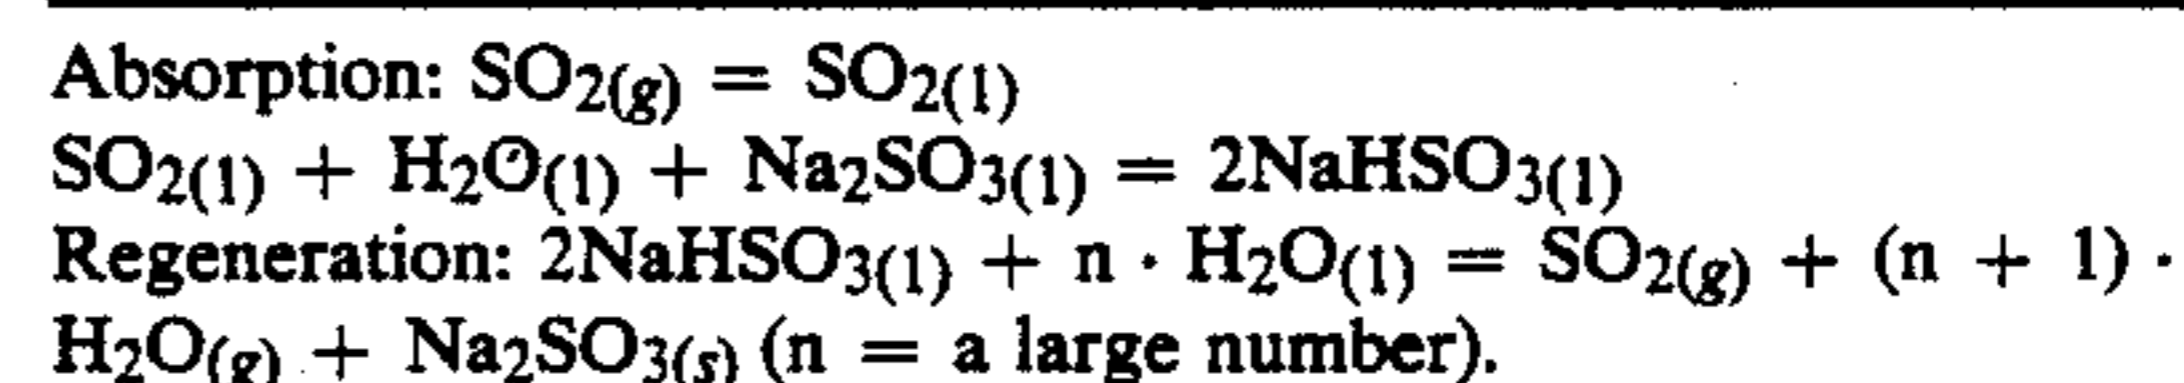 Absorption: SO2(g) = SO2(l)
SO2(l) + H2O(l) + Na2SO3(l) = 2NaHSO3(l)
Regeneration: 2NaHSO3(l) + n · H2O(l) = SO2(g) + (n + 1) ·
H2O(g) + Na2SO3(s) (n = a large number).